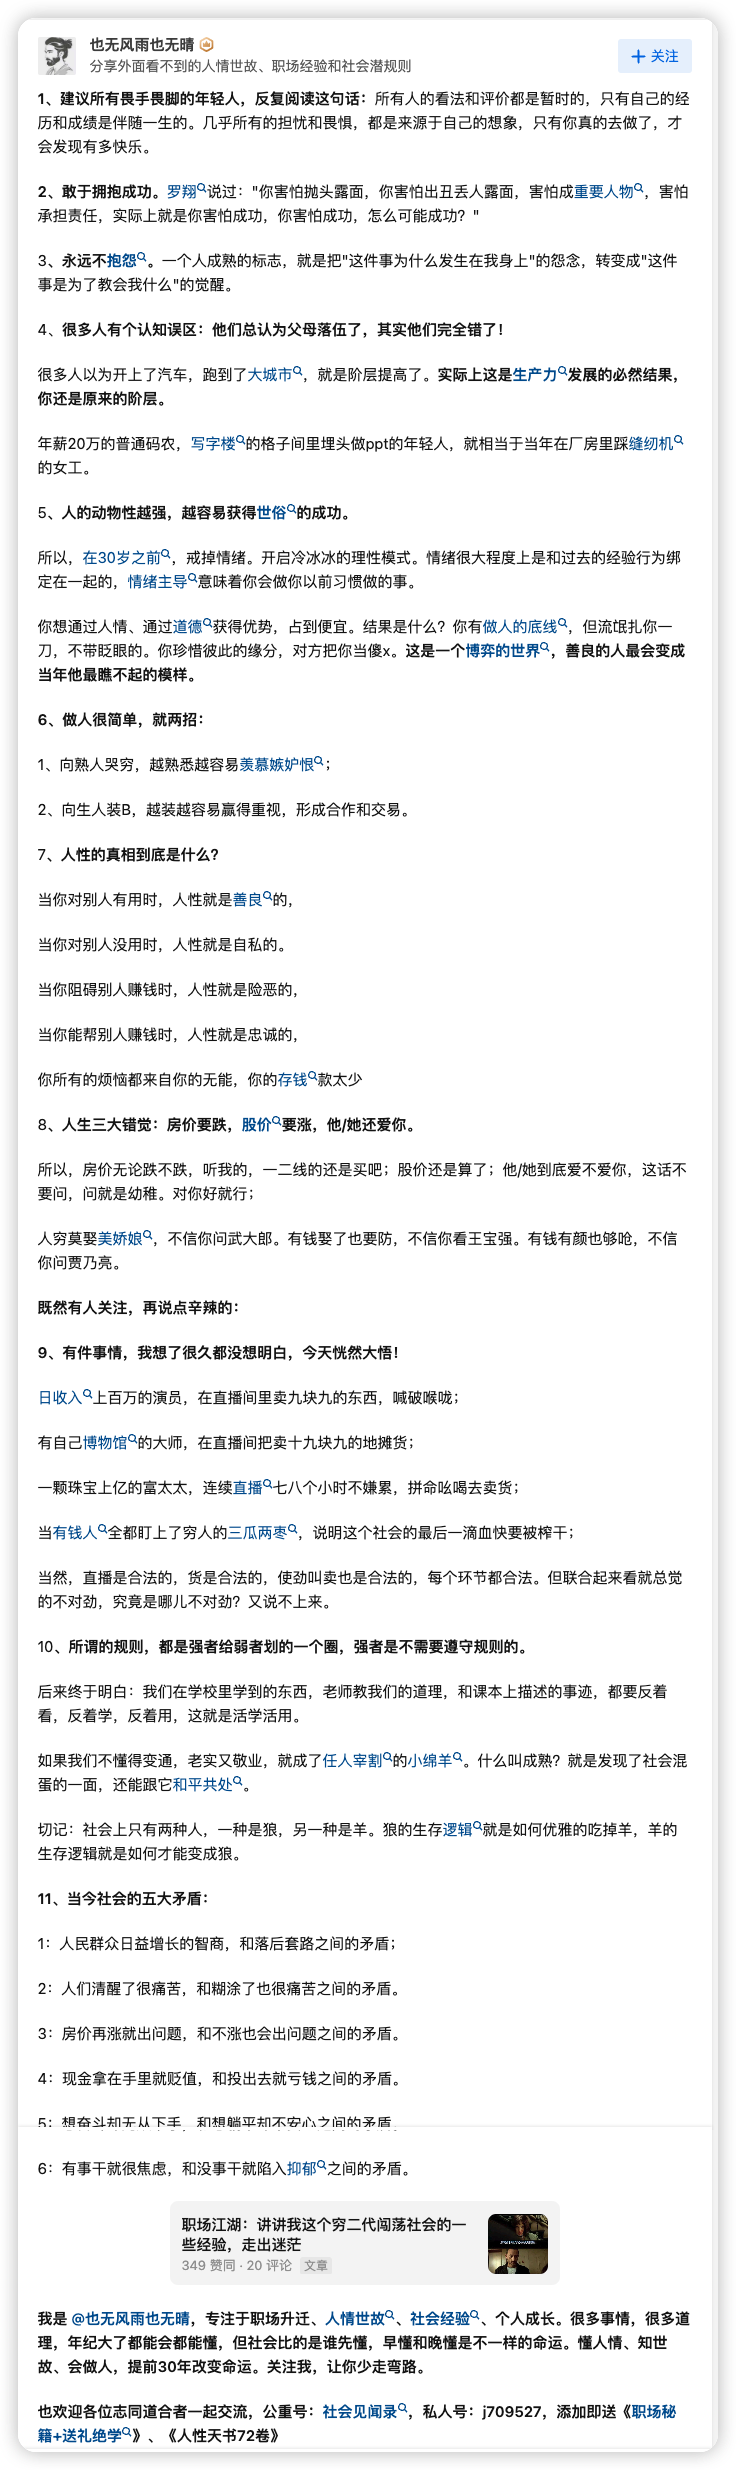 也无风雨也无晴
分享外面看不到的人情世故、职场经验和社会潜规则
+ 关注
1、建议所有畏手畏脚的年轻人，反复阅读这句话：所有人的看法和评价都是暂时的，只有自己的经
历和成绩是伴随一生的。几乎所有的担忧和畏惧，都是来源于自己的想象，只有你真的去做了，才
会发现有多快乐。
2、敢于拥抱成功。罗翔说过："你害怕抛头露面，你害怕出丑丢人露面，害怕成重要人物，害怕
承担责任，实际上就是你害怕成功，你害怕成功，怎么可能成功？"
3、永远不抱怨。一个人成熟的标志，就是把"这件事为什么发生在我身上"的怨念，转变成"这件
事是为了教会我什么"的觉醒。
4、很多人有个认知误区：他们总认为父母落伍了，其实他们完全错了！
很多人以为开上了汽车，跑到了大城市，就是阶层提高了。实际上这是生产力发展的必然结果，
你还是原来的阶层。
年薪20万的普通码农，写字楼的格子间里埋头做ppt的年轻人，就相当于当年在厂房里踩缝纫机
的女工。
5、人的动物性越强，越容易获得世俗的成功。
所以，在30岁之前，戒掉情绪。开启冷冰冰的理性模式。情绪很大程度上是和过去的经验行为绑
定在一起的，情绪主导意味着你会做你以前习惯做的事。
你想通过人情、通过道德获得优势，占到便宜。结果是什么？你有做人的底线，但流氓扎你一
刀，不带眨眼的。你珍惜彼此的缘分，对方把你当傻x。这是一个博弈的世界，善良的人最会变成
当年他最瞧不起的模样。
6、做人很简单，就两招：
1、向熟人哭穷，越熟悉越容易羡慕嫉妒恨；
2、向生人装B，越装越容易赢得重视，形成合作和交易。
7、人性的真相到底是什么？
当你对别人有用时，人性就是善良的，
当你对别人没用时，人性就是自私的。
当你阻碍别人赚钱时，人性就是险恶的，
当你能帮别人赚钱时，人性就是忠诚的，
你所有的烦恼都来自你的无能，你的存钱款太少
8、人生三大错觉：房价要跌，股价要涨，他/她还爱你。
所以，房价无论跌不跌，听我的，一二线的还是买吧；股价还是算了；他/她到底爱不爱你，这话不
要问，问就是幼稚。对你好就行；
人穷莫娶美娇娘，不信你问武大郎。有钱娶了也要防，不信你看王宝强。有钱有颜也够呛，不信
你问贾乃亮。
既然有人关注，再说点辛辣的：
9、有件事情，我想了很久都没想明白，今天恍然大悟！
日收入上百万的演员，在直播间里卖九块九的东西，喊破喉咙；
有自己博物馆的大师，在直播间把卖十九块九的地摊货；
一颗珠宝上亿的富太太，连续直播七八个小时不嫌累，拼命吆喝去卖货；
当有钱人全都盯上了穷人的三瓜两枣，说明这个社会的最后一滴血快要被榨干；
当然，直播是合法的，货是合法的，使劲叫卖也是合法的，每个环节都合法。但联合起来看就总觉
的不对劲，究竟是哪儿不对劲？又说不上来。
10、所谓的规则，都是强者给弱者划的一个圈，强者是不需要遵守规则的。
后来终于明白：我们在学校里学到的东西，老师教我们的道理，和课本上描述的事迹，都要反着
看，反着学，反着用，这就是活学活用。
如果我们不懂得变通，老实又敬业，就成了任人宰割的小绵羊。什么叫成熟？就是发现了社会混
蛋的一面，还能跟它和平共处。
切记：社会上只有两种人，一种是狼，另一种是羊。狼的生存逻辑就是如何优雅的吃掉羊，羊的
生存逻辑就是如何才能变成狼。
11、当今社会的五大矛盾：
1：人民群众日益增长的智商，和落后套路之间的矛盾；
2：人们清醒了很痛苦，和糊涂了也很痛苦之间的矛盾。
3：房价再涨就出问题，和不涨也会出问题之间的矛盾。
4：现金拿在手里就贬值，和投出去就亏钱之间的矛盾。
5：想奋斗却无从下手，和想躺平却不安心之间的矛盾。
6：有事干就很焦虑，和没事干就陷入抑郁之间的矛盾。
职场江湖：讲讲我这个穷二代闯荡社会的一
些经验，走出迷茫
349 赞同 · 20 评论 文章
我是 @也无风雨也无晴，专注于职场升迁、人情世故、社会经验、个人成长。很多事情，很多道
理，年纪大了都能会都能懂，但社会比的是谁先懂，早懂和晚懂是不一样的命运。懂人情、知世
故、会做人，提前30年改变命运。关注我，让你少走弯路。
也欢迎各位志同道合者一起交流，公重号：社会见闻录，私人号：j709527，添加即送《职场秘
籍+送礼绝学》、《人性天书72卷》